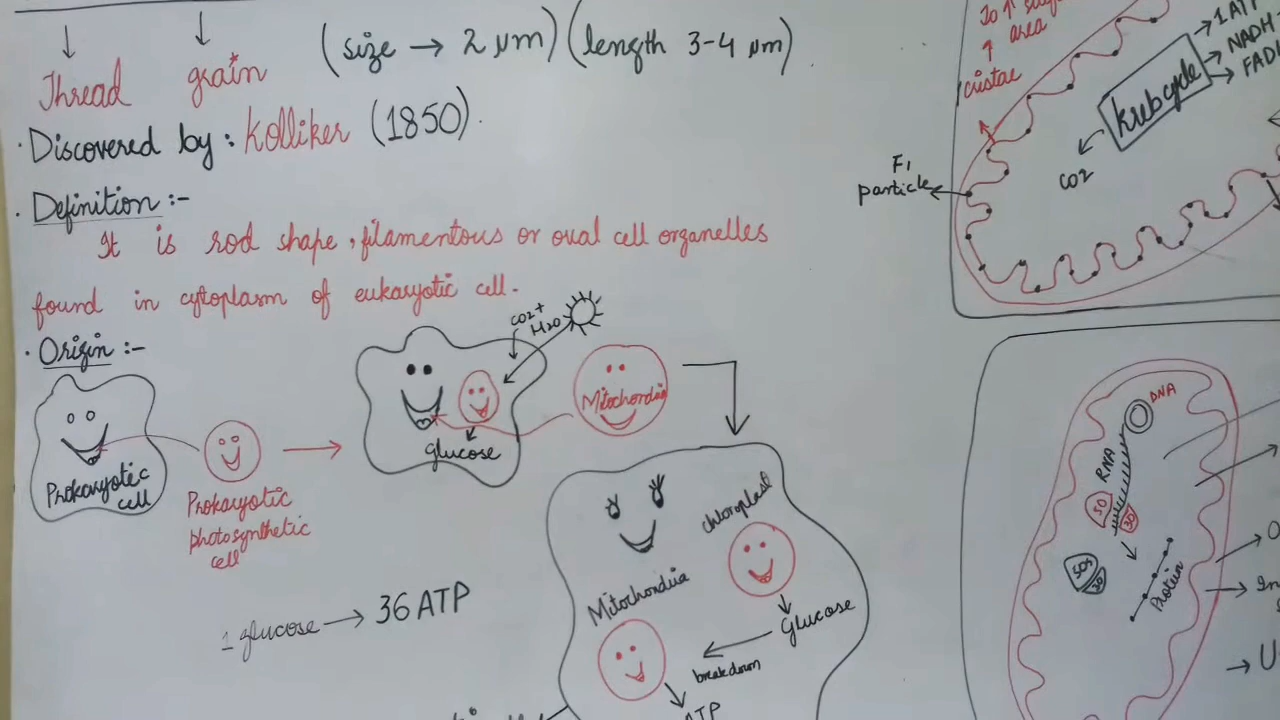 Thread grain (size → 2 μm) (length 3-4 μm)
· Discovered by: Kolliker (1850).
· Definition :-
It is rod shape, filamentous or oval cell organelles
found in cytoplasm of eukaryotic cell.
· Origin :-
Prokaryotic
cell
Prokaryotic
photosynthetic
cell
CO2+
H2O
glucose
Mitochondria
1 glucose → 36 ATP
chloroplast
Mitochondria
Glucose
breakdown
ATP
area
cristae
Kreb cycle
NADH
CO2
F1
particle
DNA
RNA
50
30
50s
30
Protein